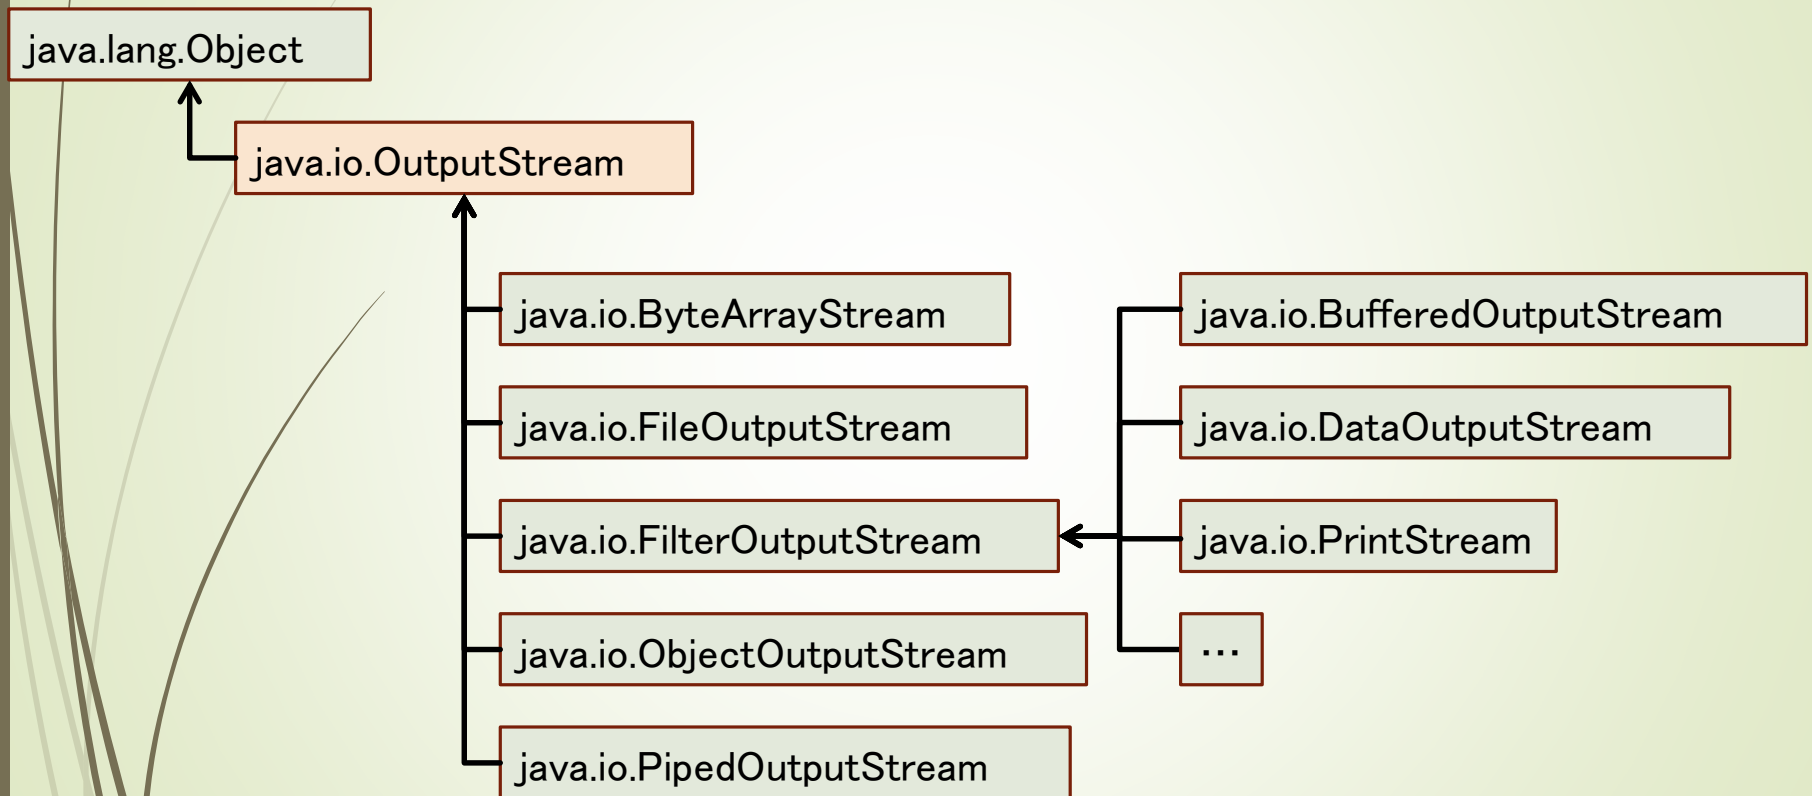 java.lang.Object
java.io.OutputStream
java.io.ByteArrayStream
java.io.FileOutputStream
java.io.FilterOutputStream
java.io.ObjectOutputStream
java.io.PipedOutputStream
java.io.BufferedOutputStream
java.io.DataOutputStream
java.io.PrintStream
…